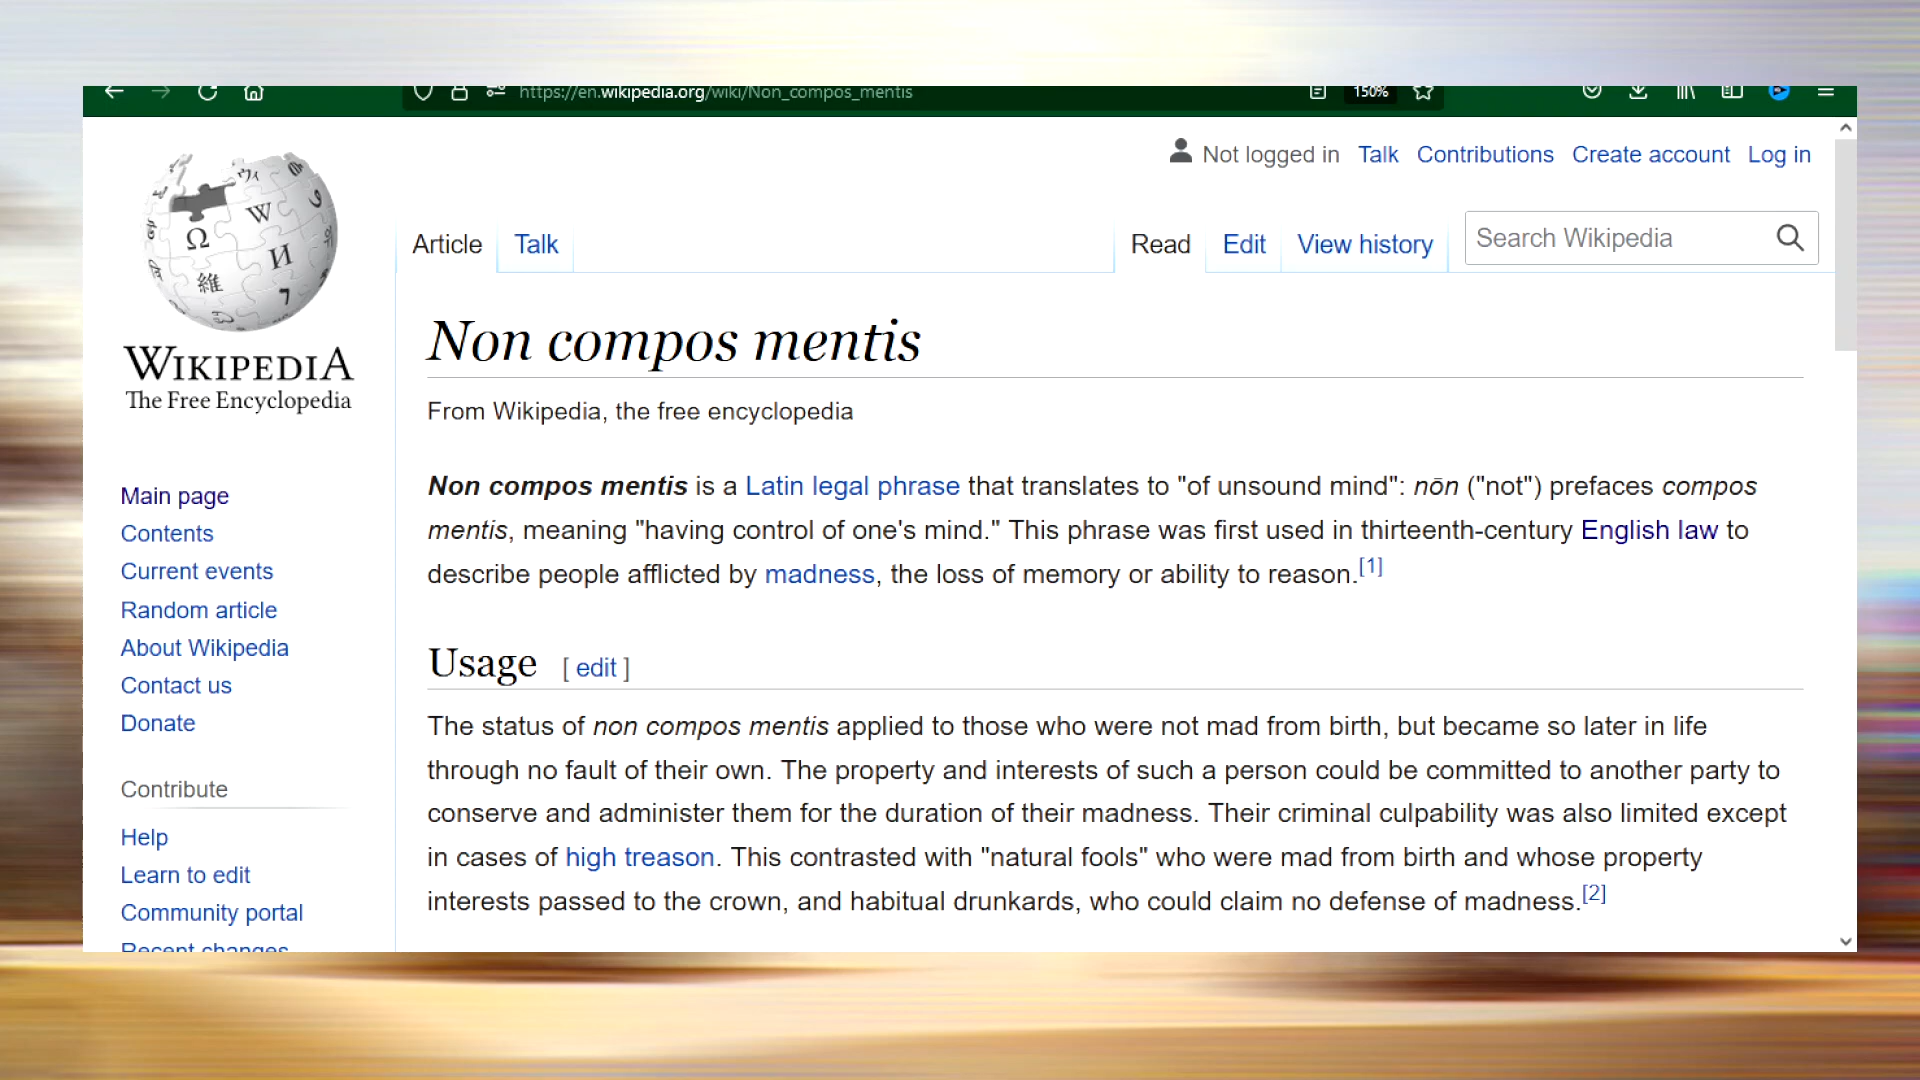 https://en.wikipedia.org/wiki/Non_compos_mentis
150%
Not logged in Talk Contributions Create account Log in
Article Talk Read Edit View history Search Wikipedia
WIKIPEDIA
The Free Encyclopedia
Main page
Contents
Current events
Random article
About Wikipedia
Contact us
Donate
Contribute
Help
Learn to edit
Community portal
Recent changes
Non compos mentis
From Wikipedia, the free encyclopedia
Non compos mentis is a Latin legal phrase that translates to "of unsound mind": nōn ("not") prefaces compos
mentis, meaning "having control of one's mind." This phrase was first used in thirteenth-century English law to
describe people afflicted by madness, the loss of memory or ability to reason.[1]
Usage [ edit ]
The status of non compos mentis applied to those who were not mad from birth, but became so later in life
through no fault of their own. The property and interests of such a person could be committed to another party to
conserve and administer them for the duration of their madness. Their criminal culpability was also limited except
in cases of high treason. This contrasted with "natural fools" who were mad from birth and whose property
interests passed to the crown, and habitual drunkards, who could claim no defense of madness.[2]